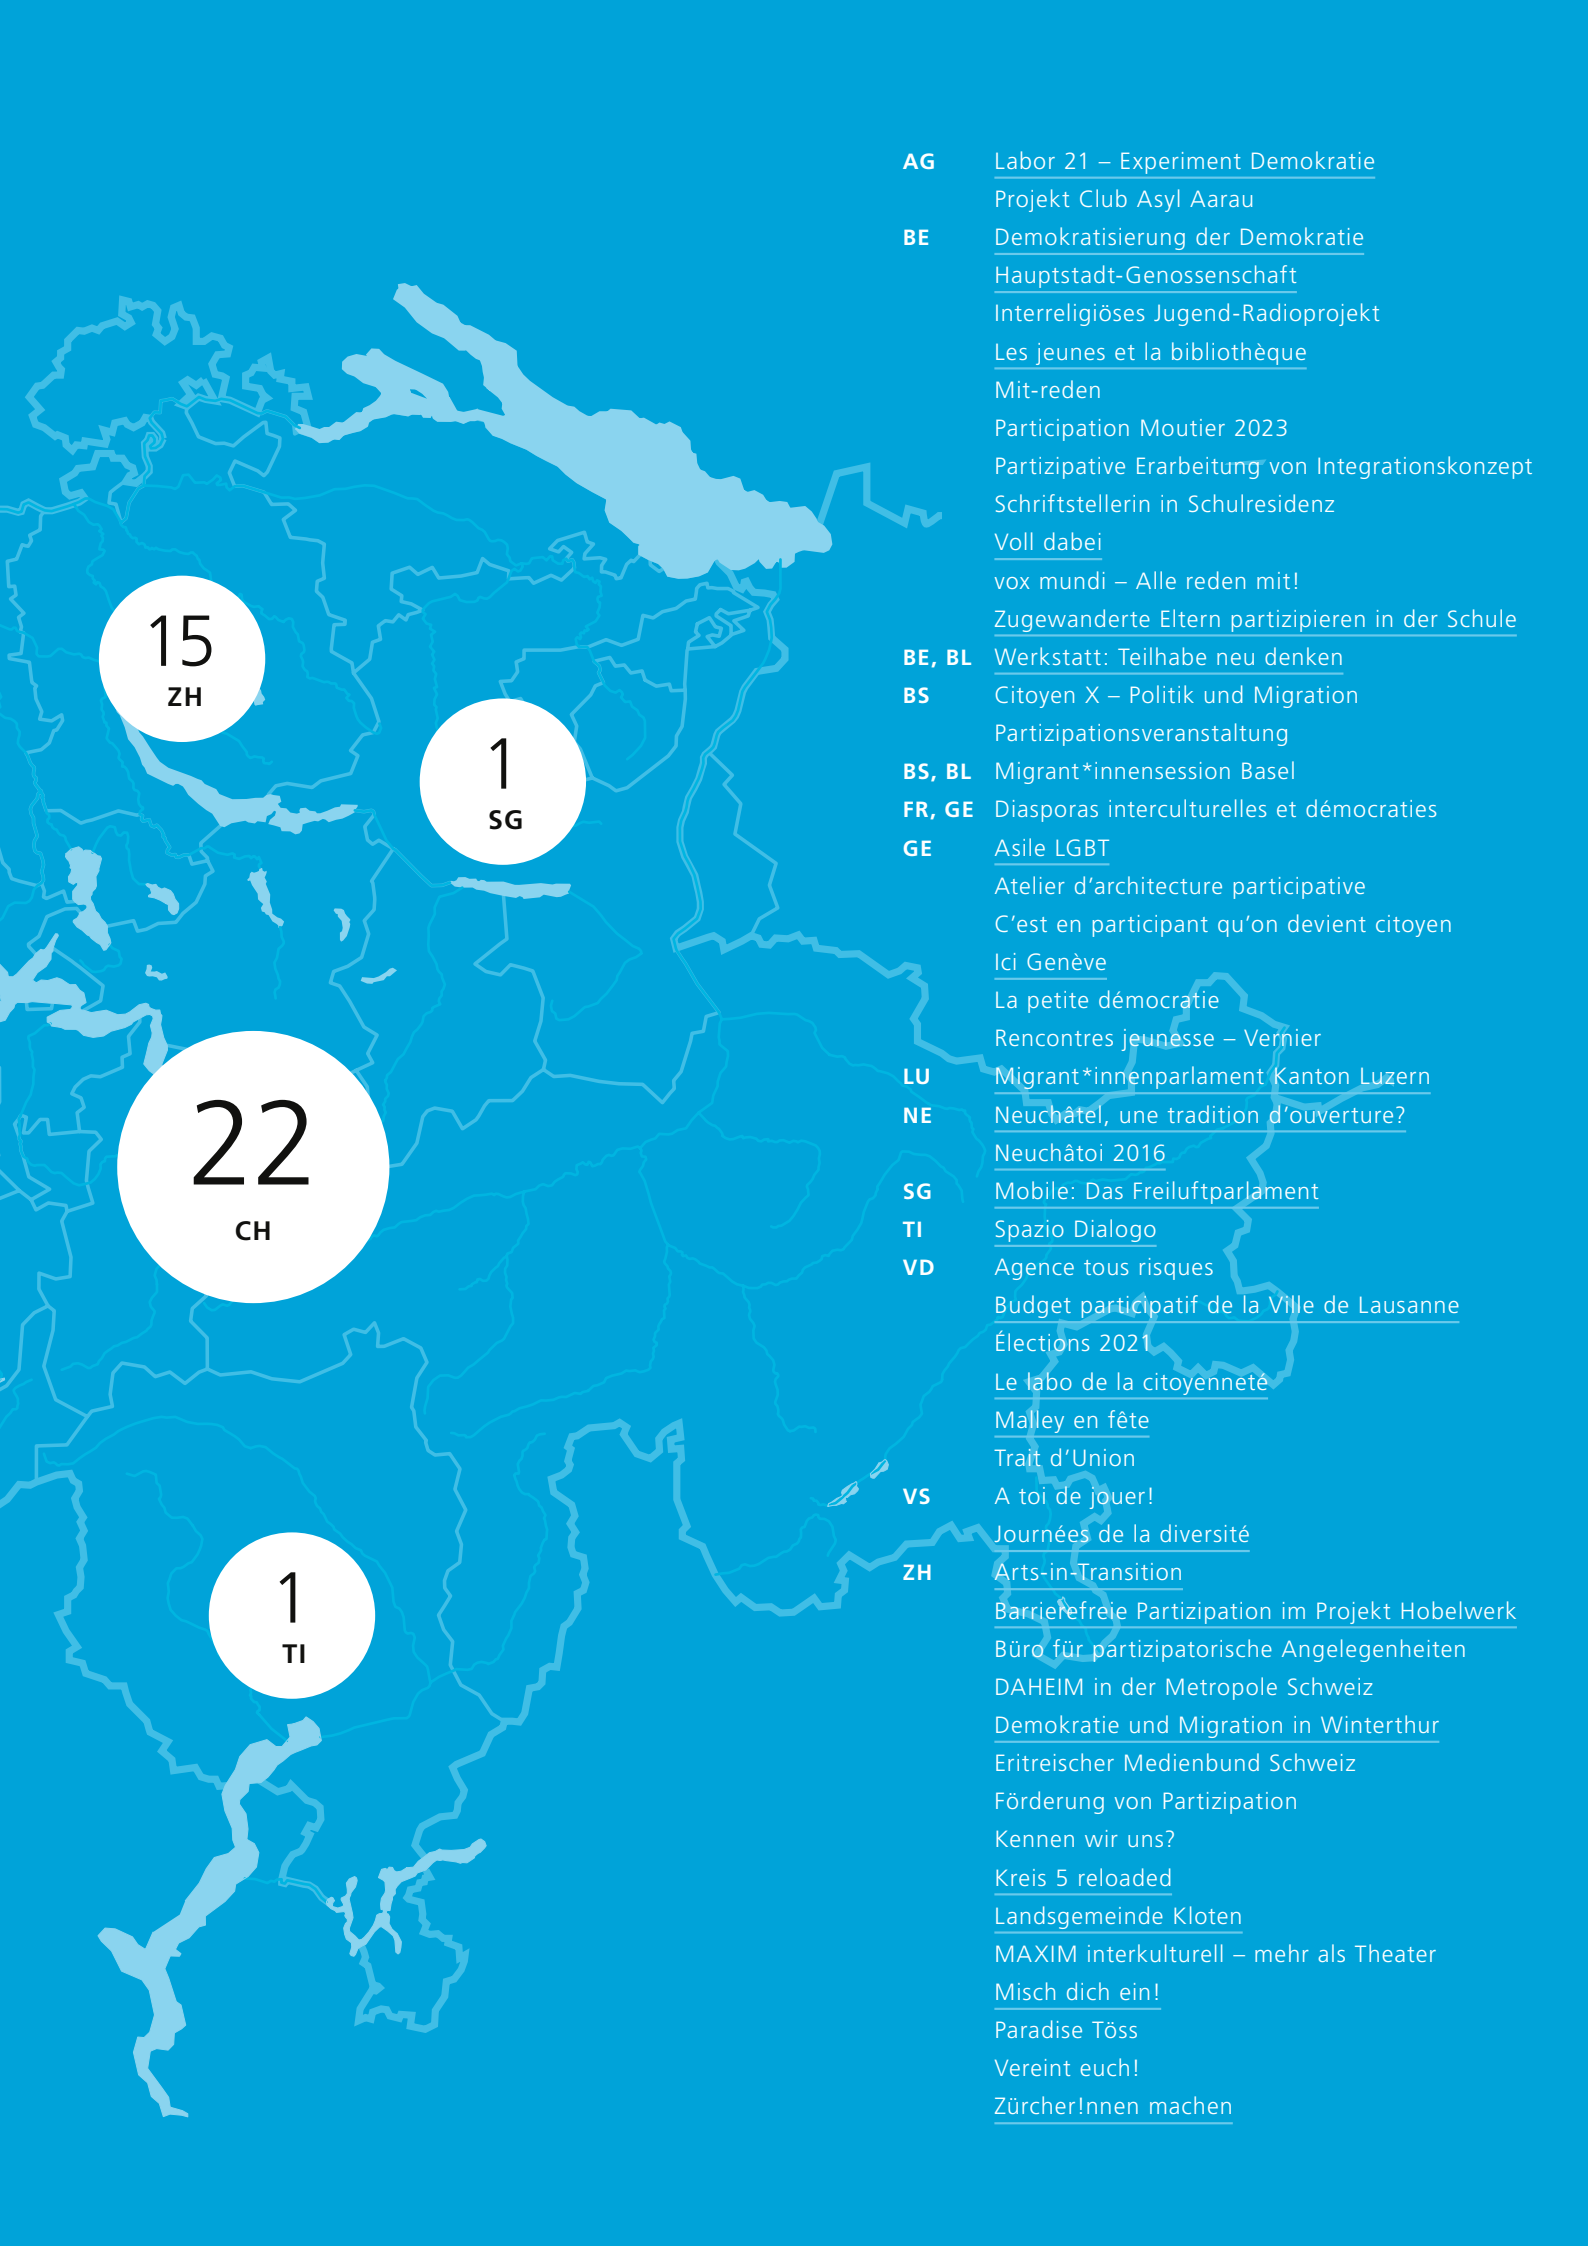 15
ZH
1
SG
22
CH
1
TI
AG Labor 21 – Experiment Demokratie
Projekt Club Asyl Aarau
BE Demokratisierung der Demokratie
Hauptstadt-Genossenschaft
Interreligiöses Jugend-Radioprojekt
Les jeunes et la bibliothèque
Mit-reden
Participation Moutier 2023
Partizipative Erarbeitung von Integrationskonzept
Schriftstellerin in Schulresidenz
Voll dabei
vox mundi – Alle reden mit!
Zugewanderte Eltern partizipieren in der Schule
BE, BL Werkstatt: Teilhabe neu denken
BS Citoyen X – Politik und Migration
Partizipationsveranstaltung
BS, BL Migrant*innensession Basel
FR, GE Diasporas interculturelles et démocraties
GE Asile LGBT
Atelier d’architecture participative
C‘est en participant qu’on devient citoyen
Ici Genève
La petite démocratie
Rencontres jeunesse – Vernier
LU Migrant*innenparlament Kanton Luzern
NE Neuchâtel, une tradition d’ouverture?
Neuchâtoi 2016
SG Mobile: Das Freiluftparlament
TI Spazio Dialogo
VD Agence tous risques
Budget participatif de la Ville de Lausanne
Élections 2021
Le labo de la citoyenneté
Malley en fête
Trait d’Union
VS A toi de jouer!
Journées de la diversité
ZH Arts-in-Transition
Barrierefreie Partizipation im Projekt Hobelwerk
Büro für partizipatorische Angelegenheiten
DAHEIM in der Metropole Schweiz
Demokratie und Migration in Winterthur
Eritreischer Medienbund Schweiz
Förderung von Partizipation
Kennen wir uns?
Kreis 5 reloaded
Landsgemeinde Kloten
MAXIM interkulturell – mehr als Theater
Misch dich ein!
Paradise Töss
Vereint euch!
Zürcher!nnen machen